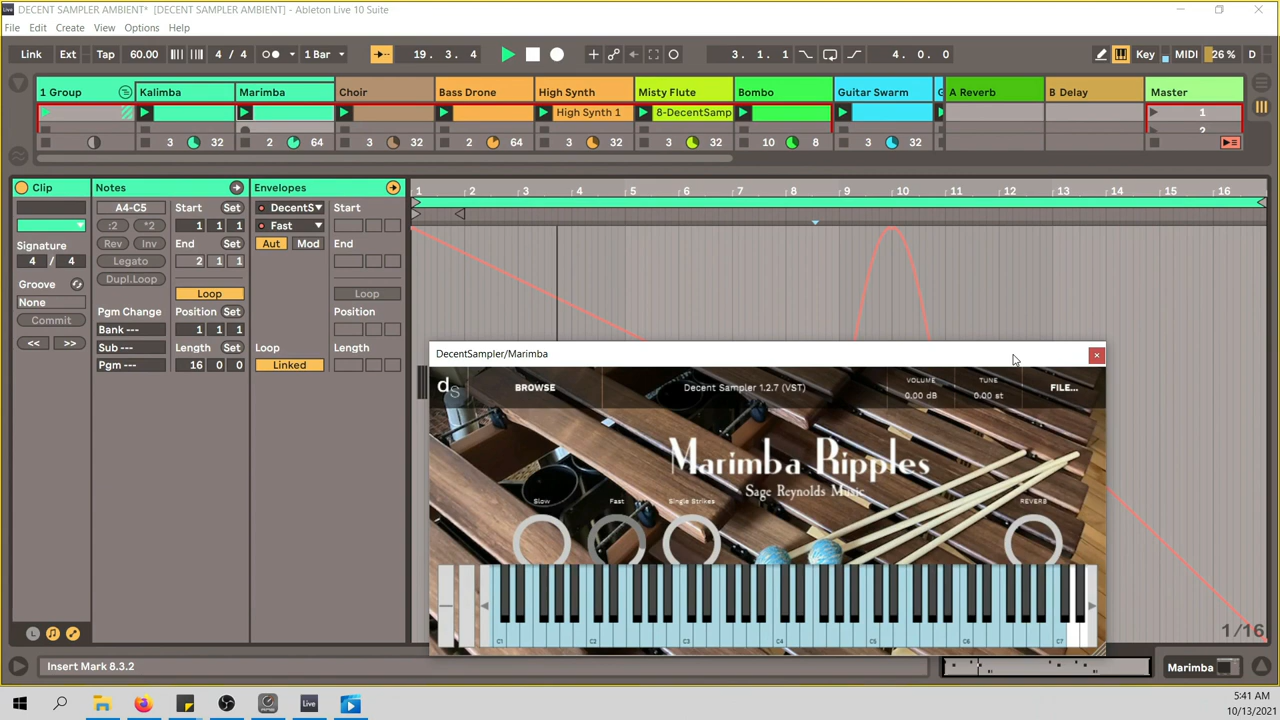 DECENT SAMPLER AMBIENT*  [DECENT SAMPLER AMBIENT] - Ableton Live 10 Suite
File Edit Create View Options Help
Link Ext Tap 60.00 4 / 4 1 Bar 19. 3. 4 3. 1. 1 4. 0. 0 Key MIDI 26 % D
1 Group Kalimba Marimba Choir Bass Drone High Synth Misty Flute Bombo Guitar Swarm A Reverb B Delay Master
High Synth 1 8-DecentSamp 1
3 32 2 64 3 32 2 64 3 32 3 32 10 8 3 32 2
Clip Notes Envelopes 1 2 3 4 5 6 7 8 9 10 11 12 13 14 15 16
A4-C5 Start Set DecentS Start
:2 *2 1 1 1 Fast
Signature Rev Inv End Set Aut Mod End
4 / 4 Legato 2 1 1
Groove Dupl.Loop
None Loop Loop
Commit Pgm Change Position Set Position
<< >> Bank --- 1 1 1
Sub --- Length Set Loop Length
Pgm --- 16 0 0 Linked
DecentSampler/Marimba
ds BROWSE Decent Sampler 1.2.7 (VST) VOLUME 0.00 dB TUNE 0.00 st FILE...
Marimba Ripples
Sage Reynolds Music
Slow Fast Single Strikes REVERB
C1 C2 C3 C4 C5 C6 C7
1/16
L
Insert Mark 8.3.2 Marimba
Live
5:41 AM
10/13/2021